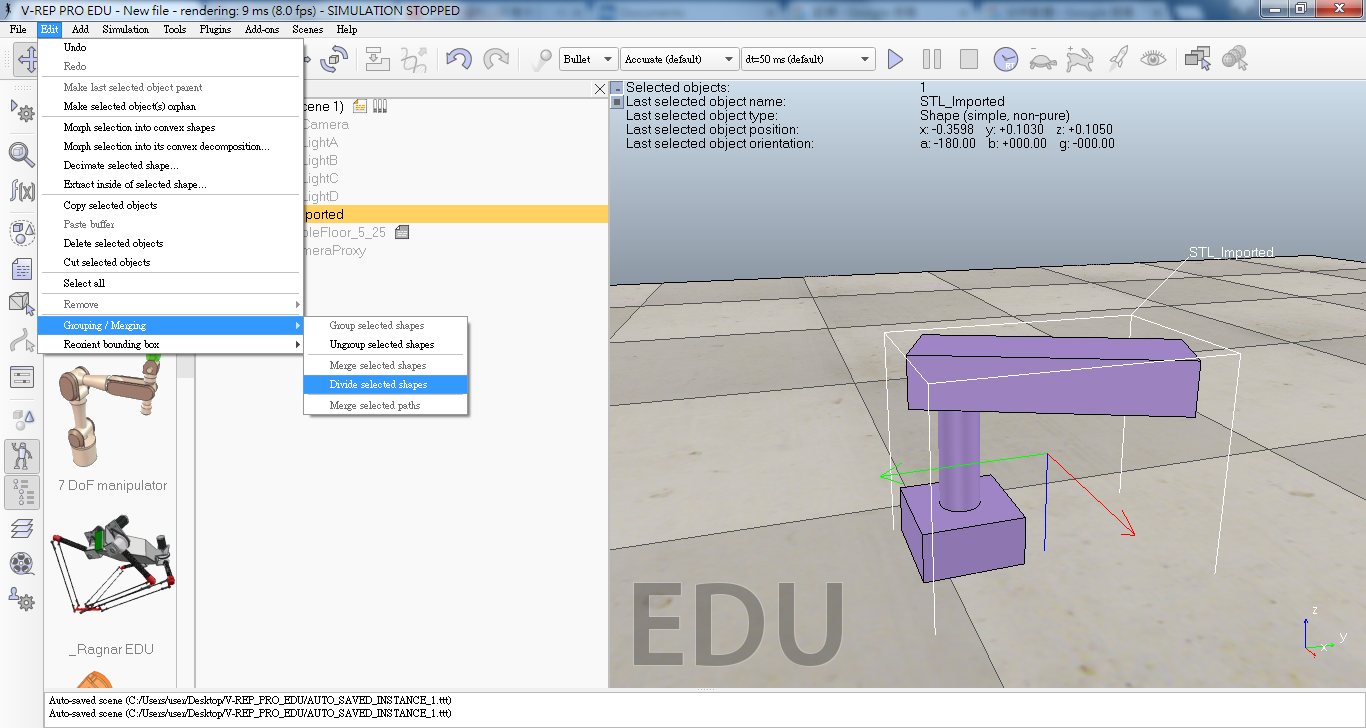 V-REP PRO EDU - New file - rendering: 9 ms (8.0 fps) - SIMULATION STOPPED
File Edit Add Simulation Tools Plugins Add-ons Scenes Help
Undo
Redo
Make last selected object parent
Make selected object(s) orphan
Morph selection into convex shapes
Morph selection into its convex decomposition...
Decimate selected shape...
Extract inside of selected shape...
Copy selected objects
Paste buffer
Delete selected objects
Cut selected objects
Select all
Remove
Grouping / Merging
Reorient bounding box
Group selected shapes
Ungroup selected shapes
Merge selected shapes
Divide selected shapes
Merge selected paths
Bullet Accurate (default) dt=50 ms (default)
f(x)
cene 1)
Camera
LightA
LightB
LightC
LightD
ported
bleFloor_5_25
meraProxy
7 DoF manipulator
_Ragnar EDU
Selected objects: 1
Last selected object name: STL_Imported
Last selected object type: Shape (simple, non-pure)
Last selected object position: x: -0.3598 y: +0.1030 z: +0.1050
Last selected object orientation: a: -180.00 b: +000.00 g: -000.00
STL_Imported
EDU
z
y
x
Auto-saved scene (C:/Users/user/Desktop/V-REP_PRO_EDU/AUTO_SAVED_INSTANCE_1.ttt)
Auto-saved scene (C:/Users/user/Desktop/V-REP_PRO_EDU/AUTO_SAVED_INSTANCE_1.ttt)